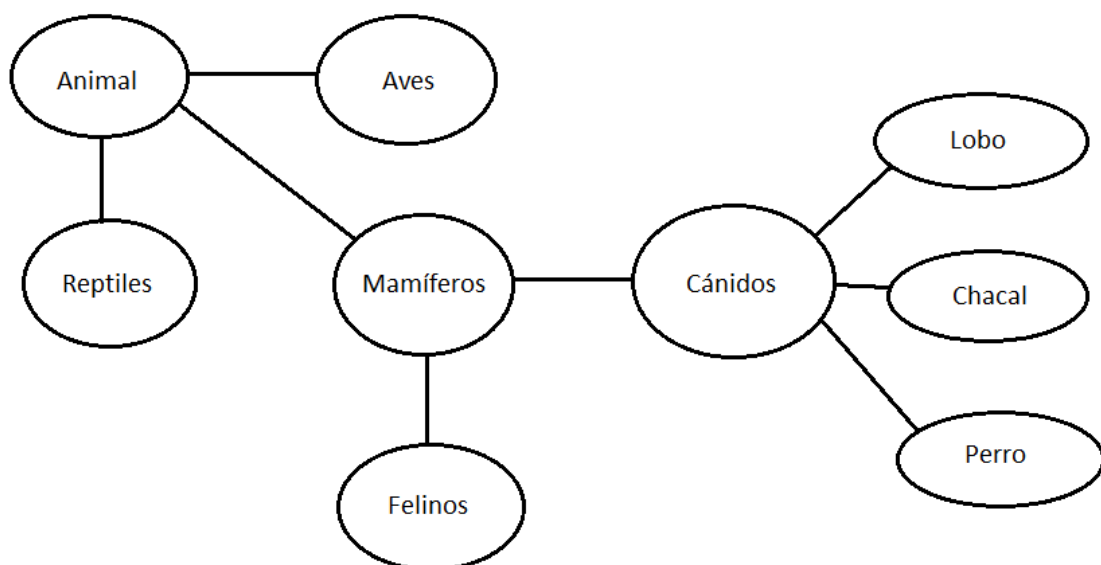 Animal
Aves
Lobo
Reptiles
Mamíferos
Cánidos
Chacal
Perro
Felinos